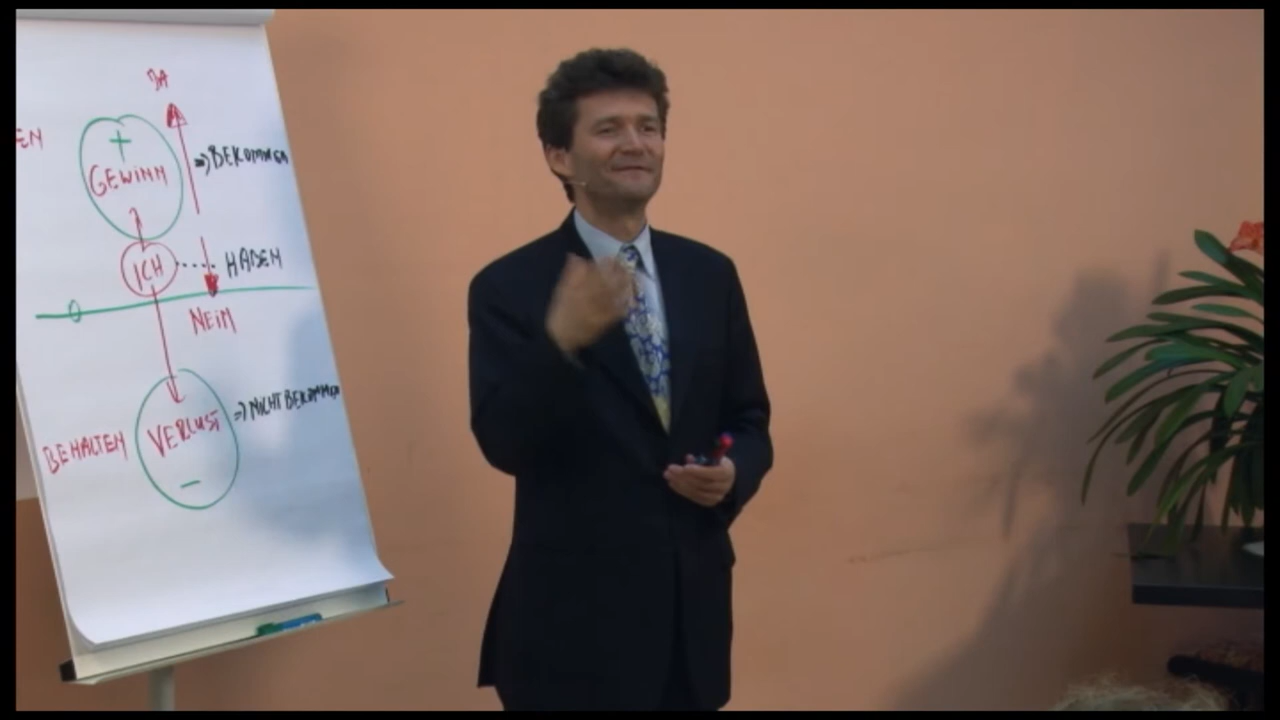 JA
EN
+
GEWINN
=> BEKOMMEN
ICH .... HABEN
0
NEIN
VERLUST
=> NICHT BEKOMMEN
BEHALTEN
-